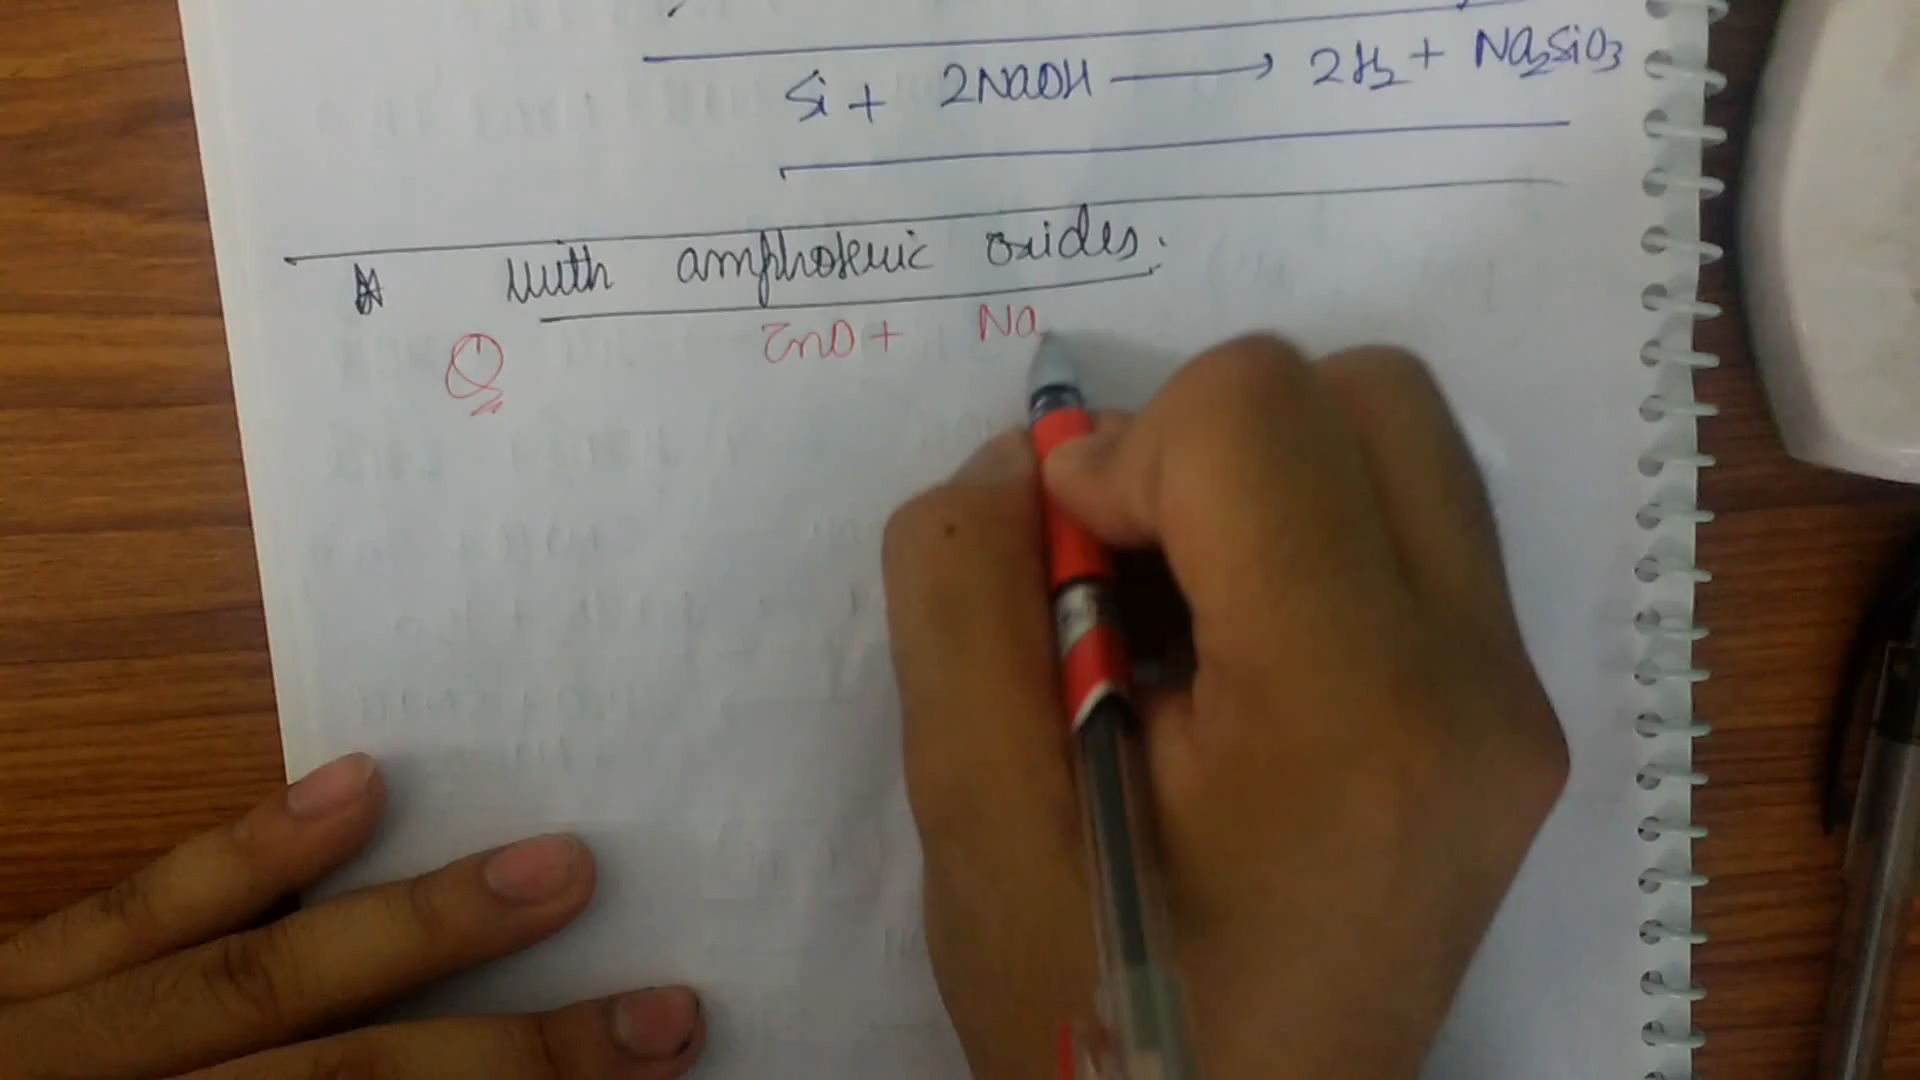 Si + 2NaOH → 2H₂ + Na₂SiO₃
With amphoteric oxides.
Q ZnO + Na